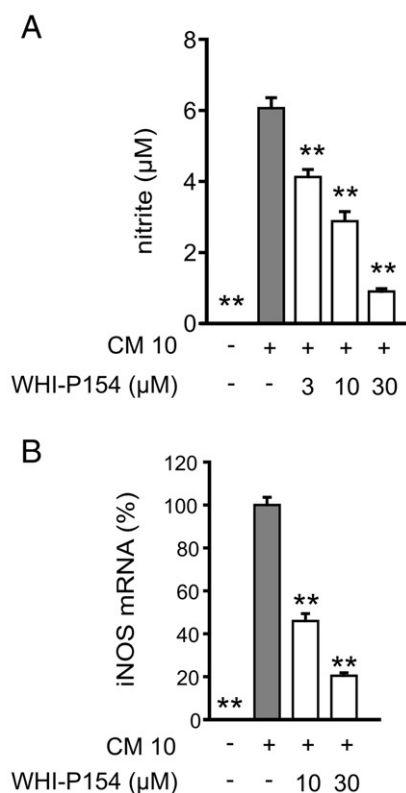 A
8
6
4
2
0
nitrite (µM)
**
**
**
**
CM 10 - + + + +
WHI-P154 (µM) - - 3 10 30
B
120
100
80
60
40
20
0
iNOS mRNA (%)
**
**
**
CM 10 - + + +
WHI-P154 (µM) - - 10 30